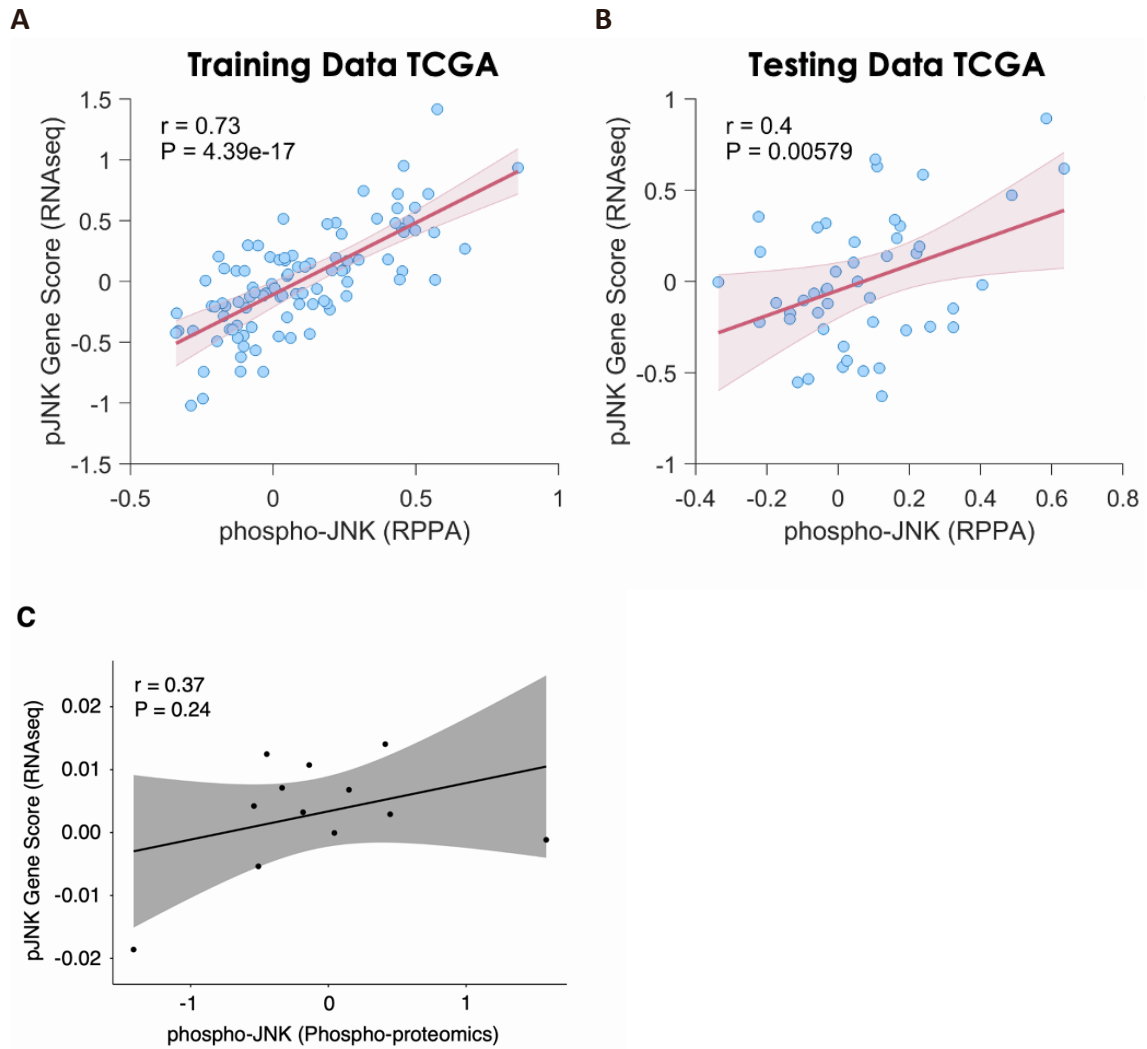 A
Training Data TCGA
r = 0.73
P = 4.39e-17
pJNK Gene Score (RNAseq)
1.5
1
0.5
0
-0.5
-1
-1.5
-0.5
0
0.5
1
phospho-JNK (RPPA)
B
Testing Data TCGA
r = 0.4
P = 0.00579
pJNK Gene Score (RNAseq)
1
0.5
0
-0.5
-1
-0.4
-0.2
0
0.2
0.4
0.6
0.8
phospho-JNK (RPPA)
C
r = 0.37
P = 0.24
pJNK Gene Score (RNAseq)
0.02
0.01
0.00
-0.01
-0.02
-1
0
1
phospho-JNK (Phospho-proteomics)